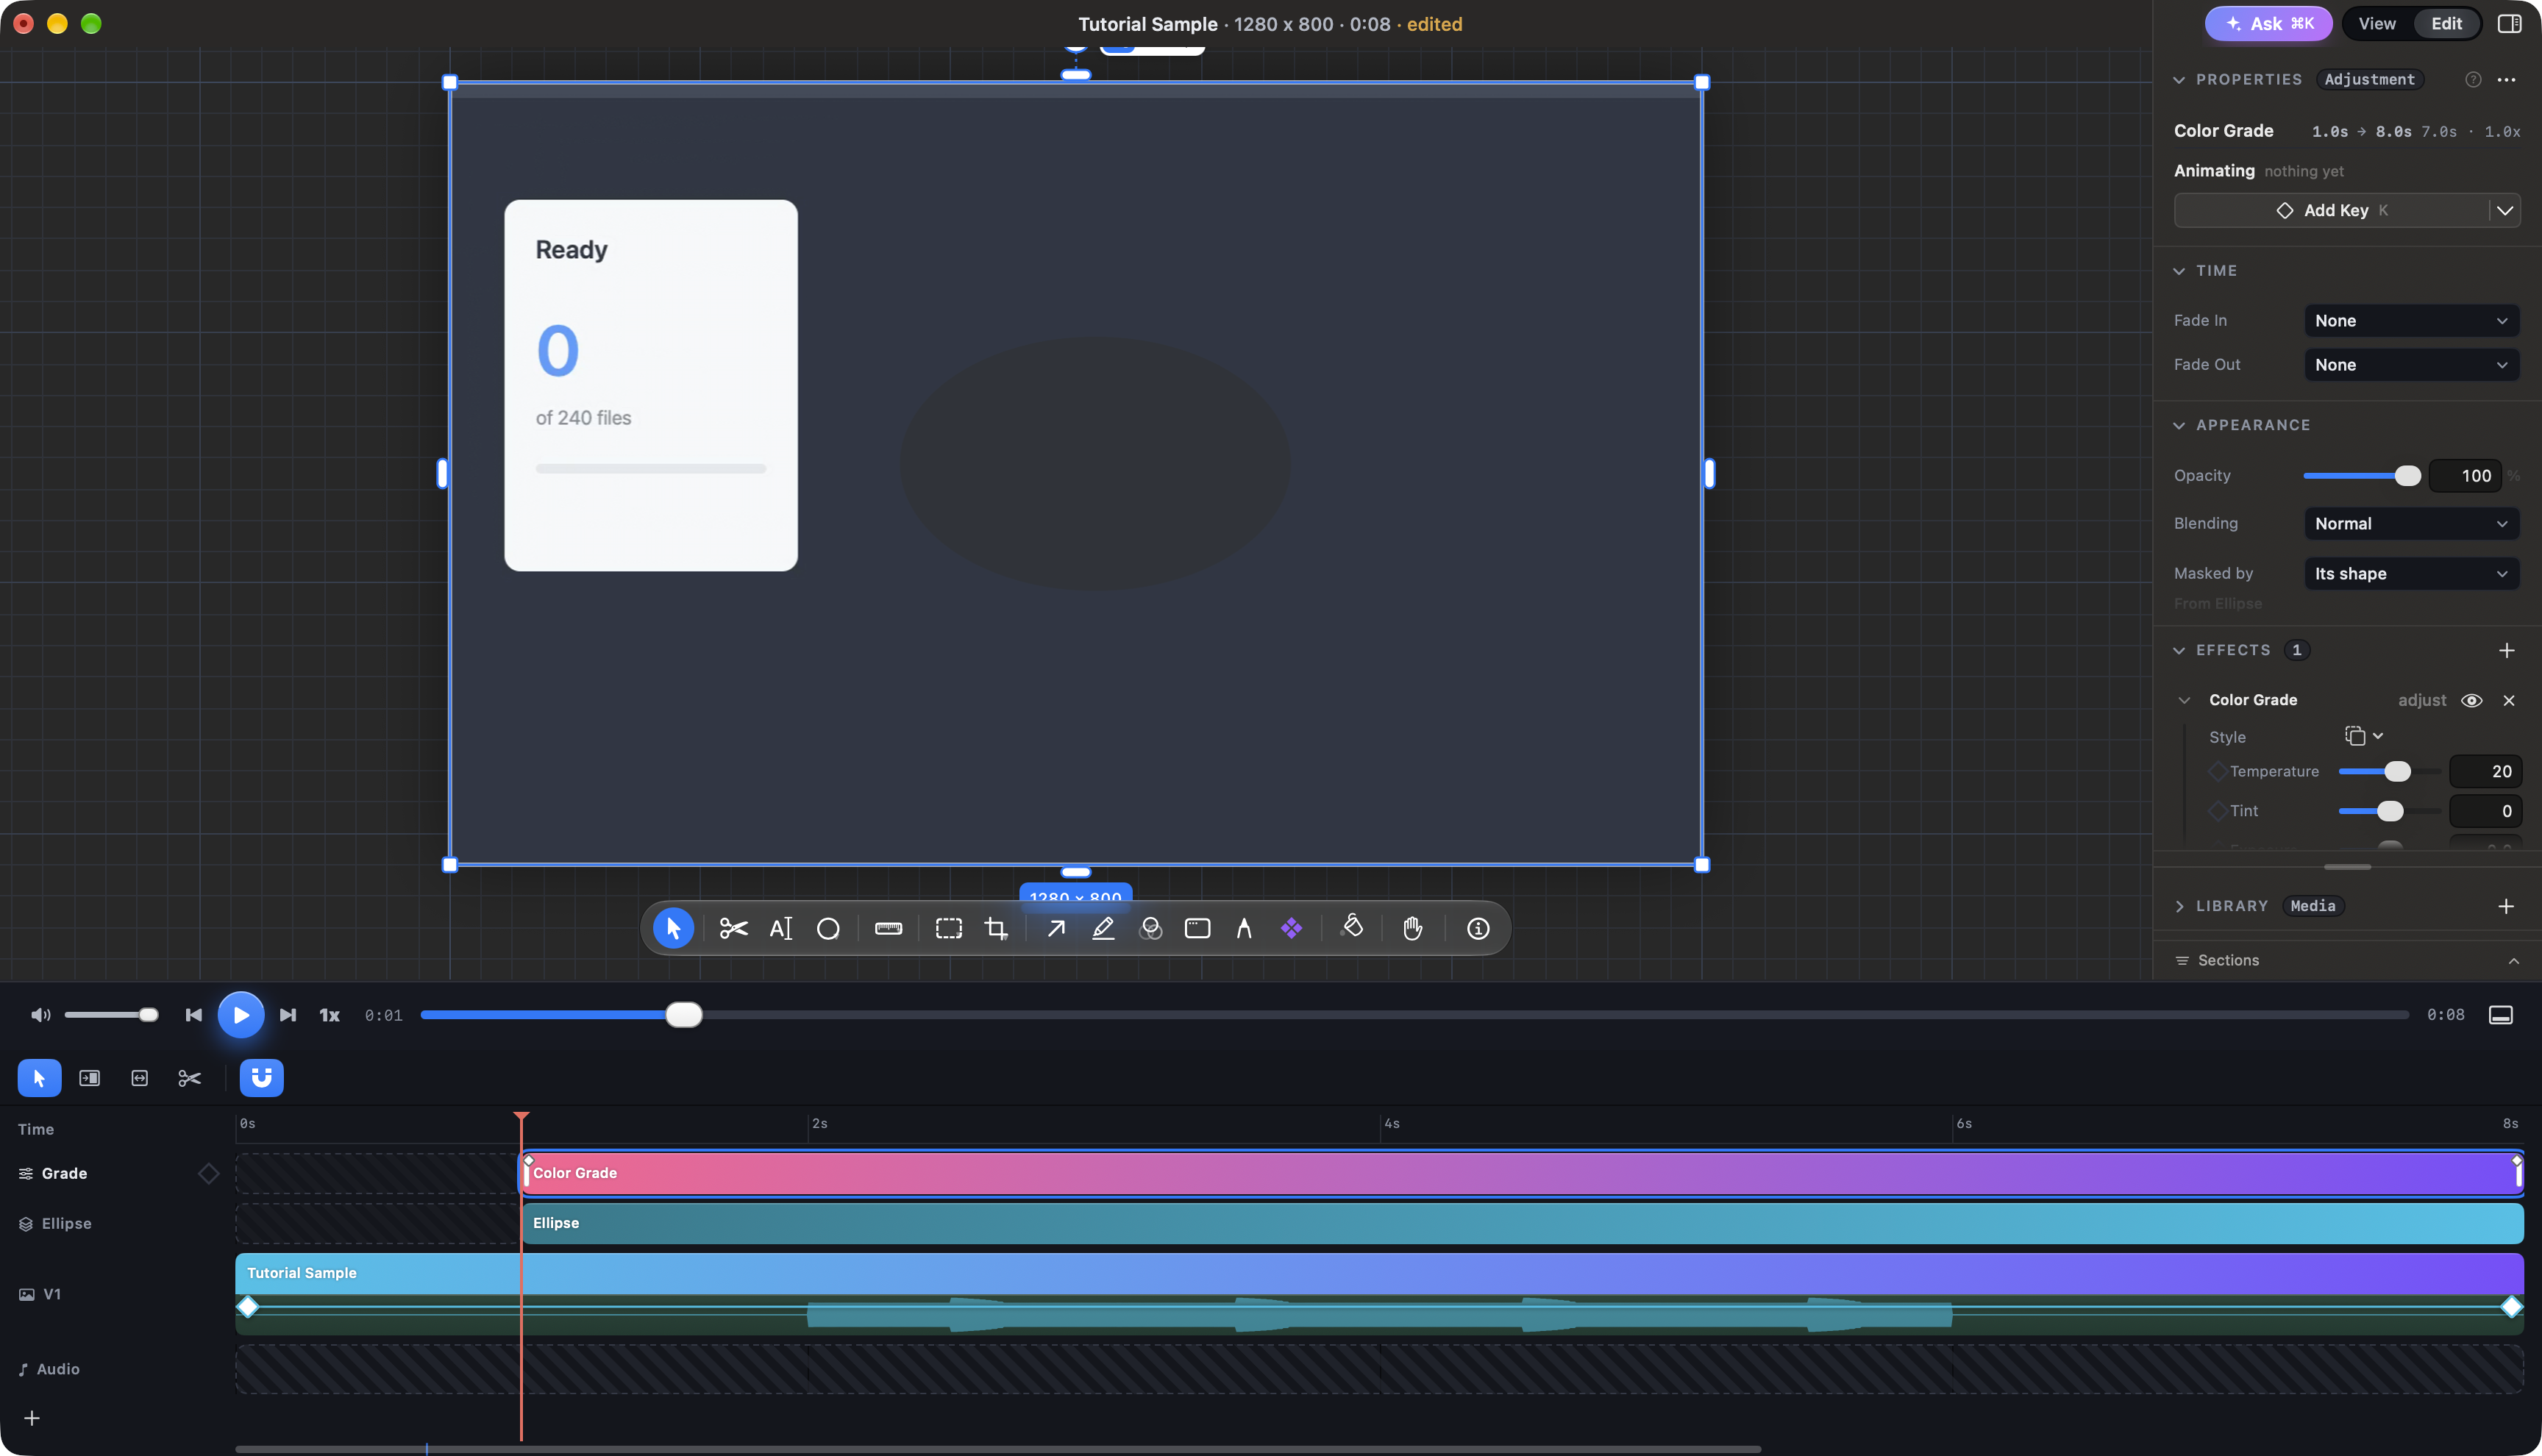 Tutorial Sample · 1280 x 800 · 0:08 · edited
Ask ⌘K
View
Edit
PROPERTIES
Adjustment
Color Grade
1.0s → 8.0s 7.0s · 1.0x
Animating nothing yet
Add Key K
TIME
Fade In
None
Fade Out
None
APPEARANCE
Opacity
100 %
Blending
Normal
Masked by
Its shape
From Ellipse
EFFECTS 1
Color Grade
adjust
Style
Temperature
20
Tint
0
LIBRARY
Media
Sections
Ready
0
of 240 files
1280 × 800
1x
0:01
0:08
Time
0s
2s
4s
6s
8s
Grade
Color Grade
Ellipse
Ellipse
Tutorial Sample
V1
Audio